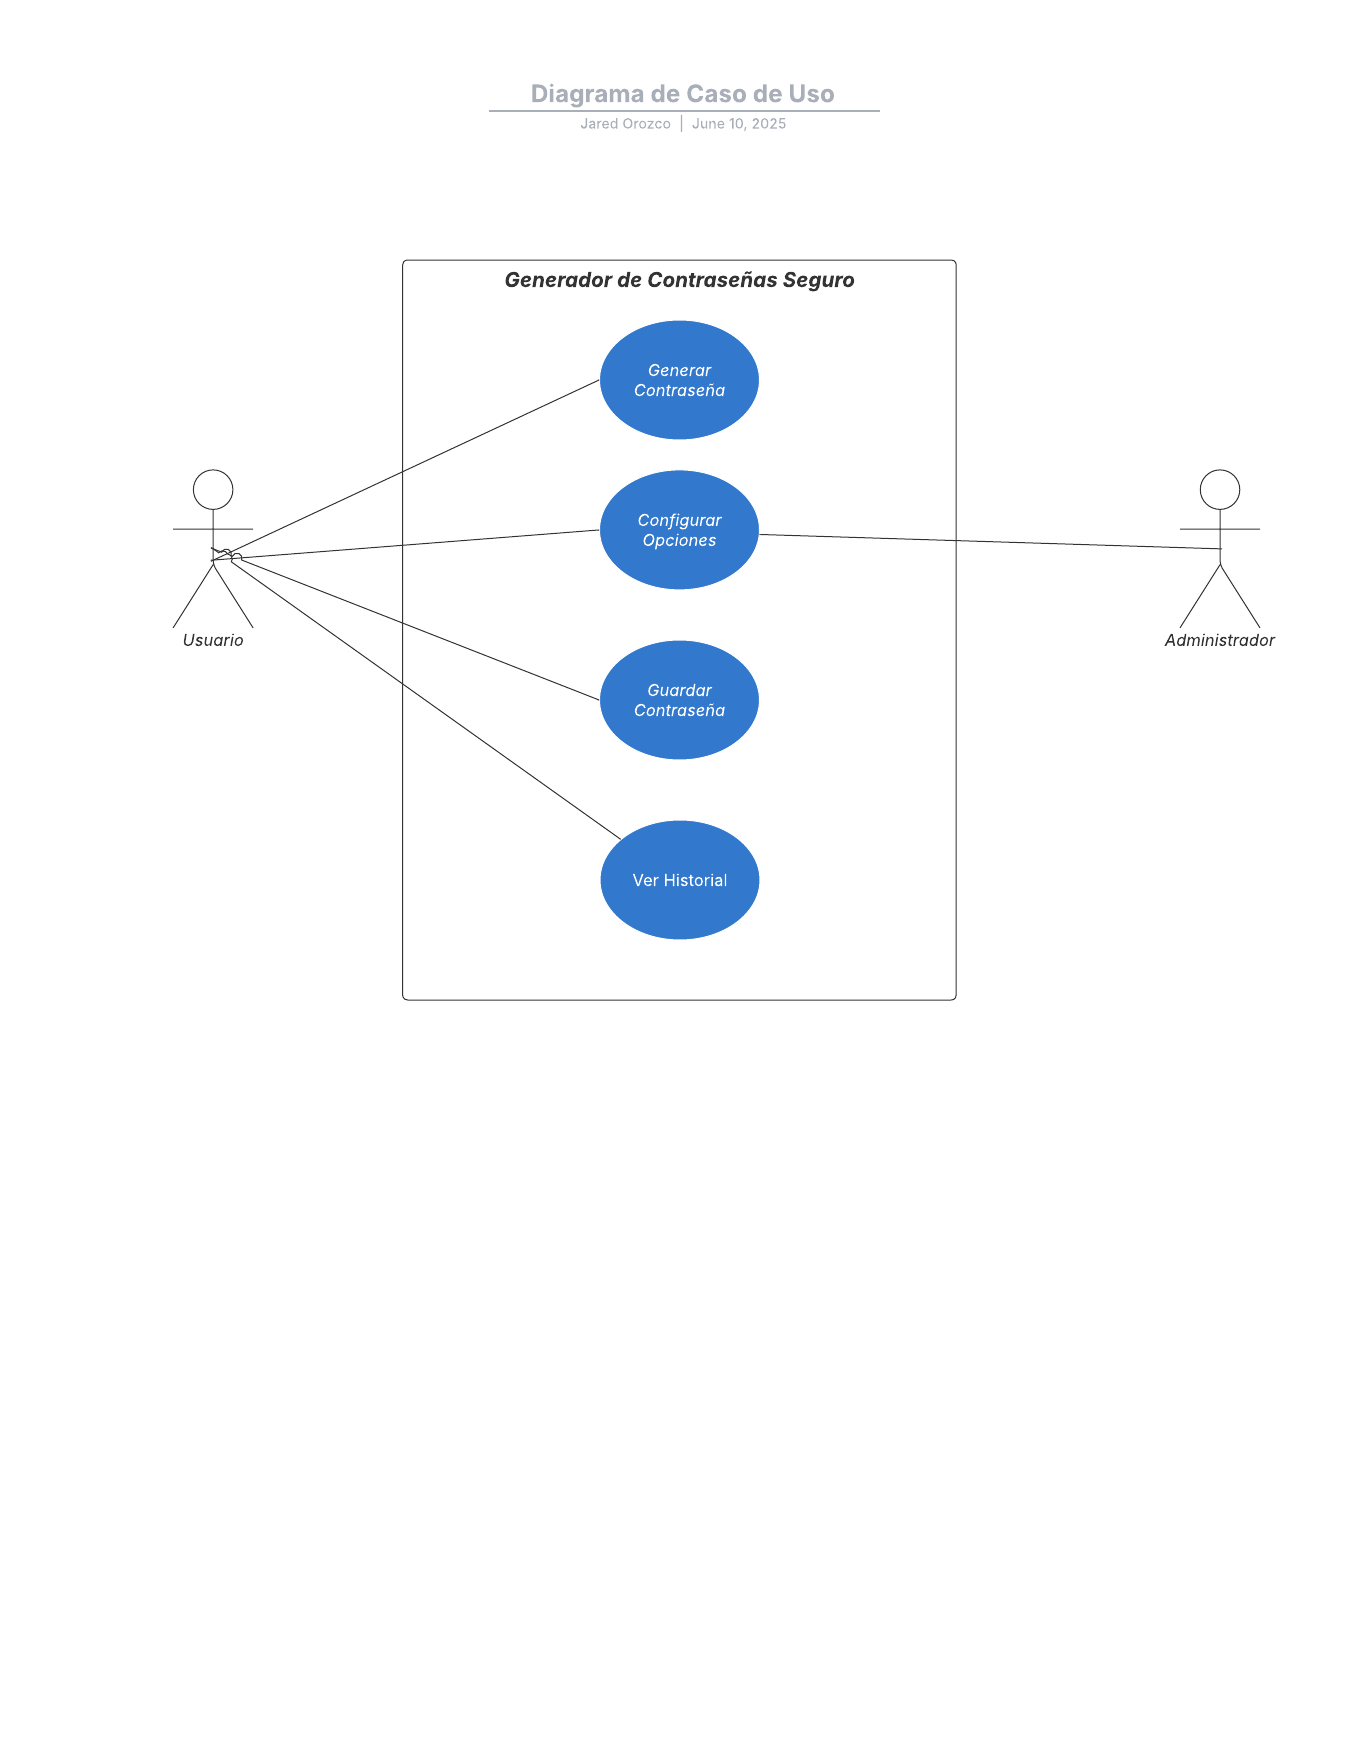 Diagrama de Caso de Uso
Jared Orozco | June 10, 2025
Generador de Contraseñas Seguro
Generar
Contraseña
Configurar
Opciones
Usuario
Administrador
Guardar
Contraseña
Ver Historial